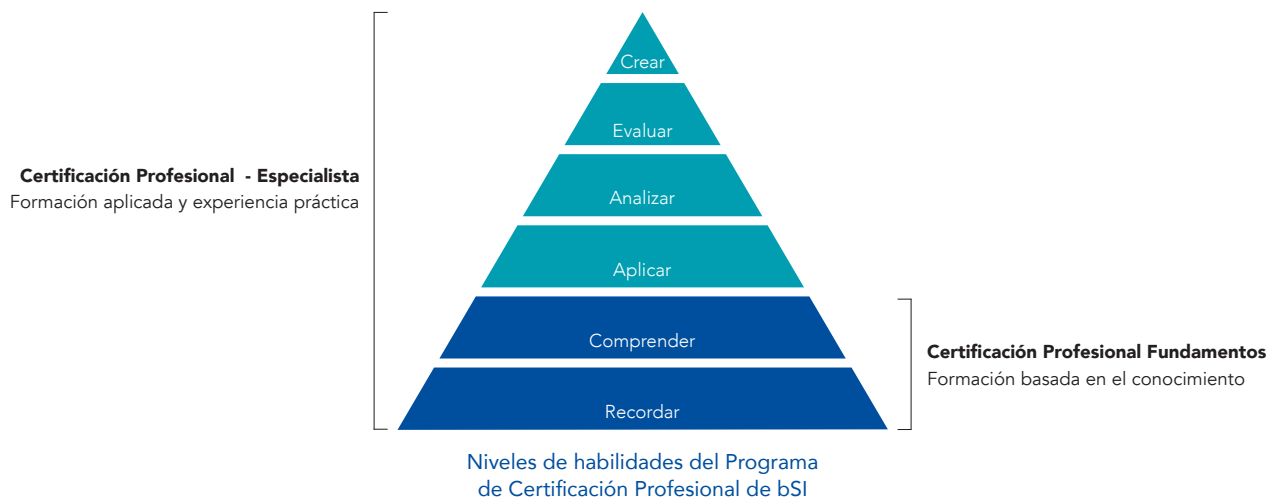 Crear
Evaluar
Certificación Profesional - Especialista
Formación aplicada y experiencia práctica
Analizar
Aplicar
Comprender
Certificación Profesional Fundamentos
Formación basada en el conocimiento
Recordar
Niveles de habilidades del Programa
de Certificación Profesional de bSI